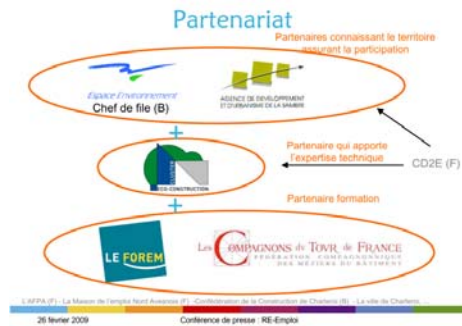 Partenariat
Partenaires connaissant le territoire
assurant la participation
Espace Environnement
Chef de file (B)
AGENCE DE DEVELOPPEMENT
ET D'URBANISME DE LA SAMBRE
+
Partenaire qui apporte
l'expertise technique
CD2E (F)
CLUSTER
ECO-CONSTRUCTION
+
Partenaire formation
LE FOREM
LES COMPAGNONS DU TOUR DE FRANCE
FÉDÉRATION COMPAGNONNIQUE
DES MÉTIERS DU BÂTIMENT
L'AFPA (F) - La Maison de l'emploi Nord Avesnois (F) -Confédération de la Construction de Charleroi (B) - La ville de Charleroi, ...
26 février 2009
Conférence de presse : RE-Emploi